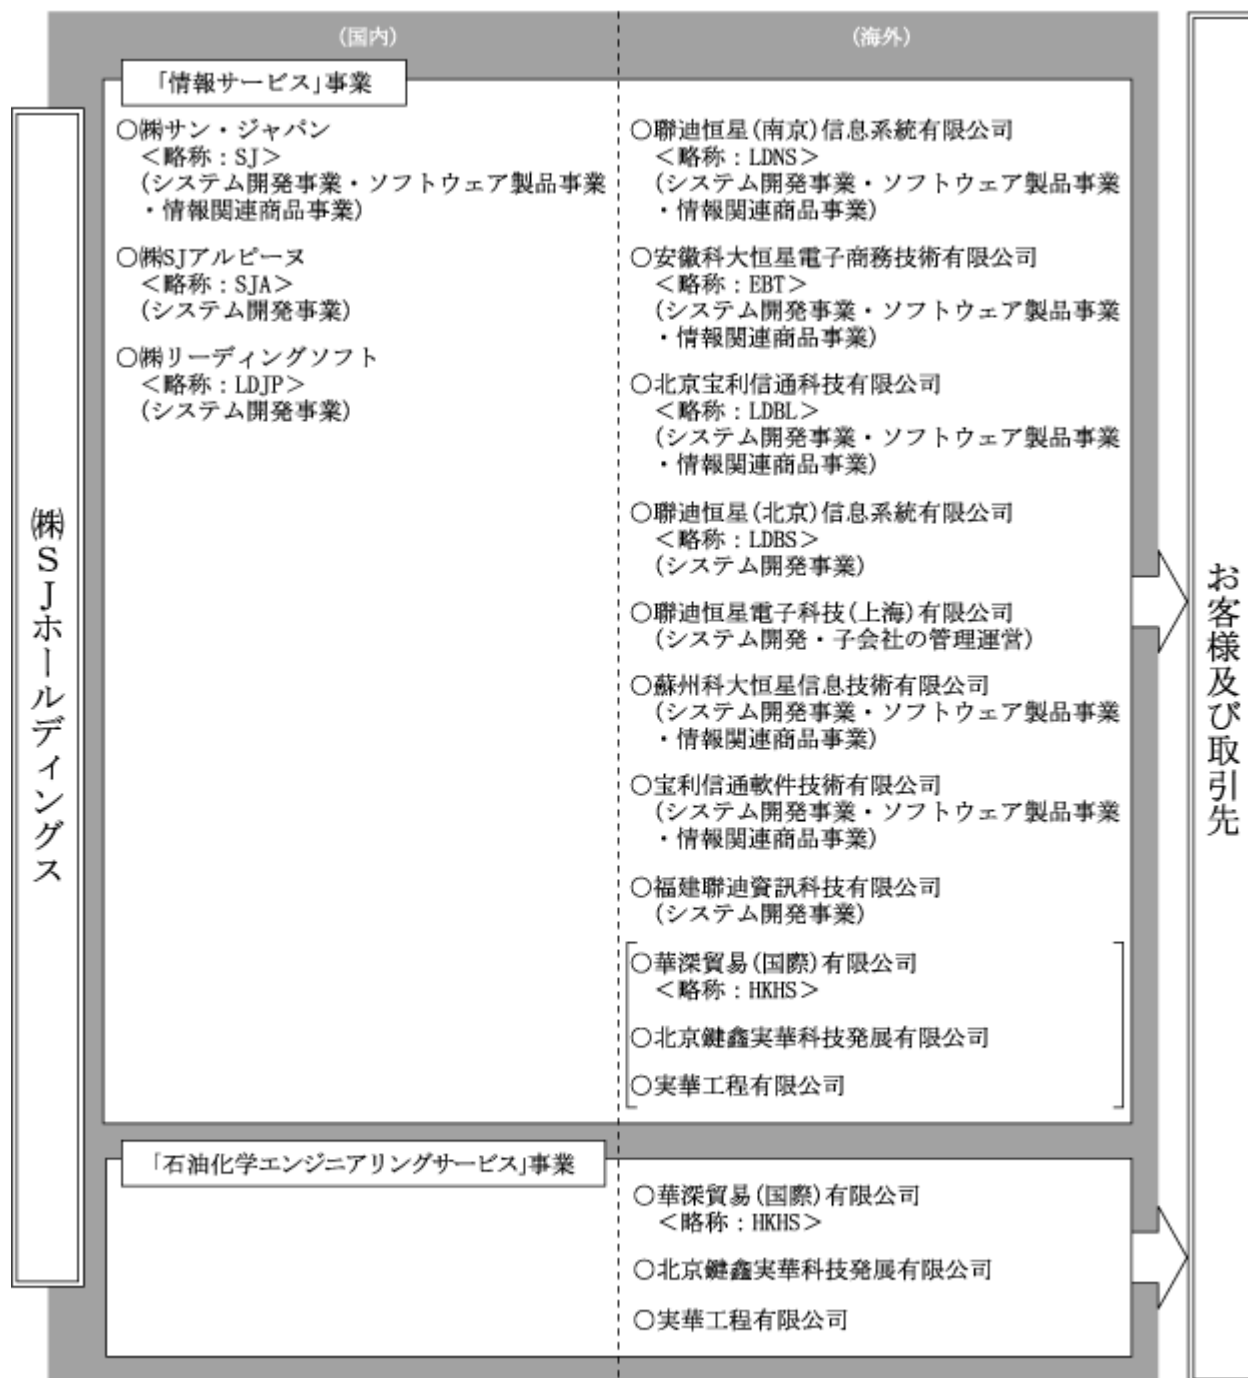 (国内)
(海外)
㈱SJホールディングス
「情報サービス」事業
○㈱サン・ジャパン
<略称:SJ>
(システム開発事業・ソフトウェア製品事業
・情報関連商品事業)
○㈱SJアルピーヌ
<略称:SJA>
(システム開発事業)
○㈱リーディングソフト
<略称:LDJP>
(システム開発事業)
○聯迪恒星(南京)信息系統有限公司
<略称:LDNS>
(システム開発事業・ソフトウェア製品事業
・情報関連商品事業)
○安徽科大恒星電子商務技術有限公司
<略称:EBT>
(システム開発事業・ソフトウェア製品事業
・情報関連商品事業)
○北京宝利信通科技有限公司
<略称:LDBL>
(システム開発事業・ソフトウェア製品事業
・情報関連商品事業)
○聯迪恒星(北京)信息系統有限公司
<略称:LDBS>
(システム開発事業)
○聯迪恒星電子科技(上海)有限公司
(システム開発・子会社の管理運営)
○蘇州科大恒星信息技術有限公司
(システム開発事業・ソフトウェア製品事業
・情報関連商品事業)
○宝利信通軟件技術有限公司
(システム開発事業・ソフトウェア製品事業
・情報関連商品事業)
○福建聯迪資訊科技有限公司
(システム開発事業)
○華深貿易(国際)有限公司
<略称:HKHS>
○北京鍵鑫実華科技発展有限公司
○実華工程有限公司
「石油化学エンジニアリングサービス」事業
○華深貿易(国際)有限公司
<略称:HKHS>
○北京鍵鑫実華科技発展有限公司
○実華工程有限公司
お客様及び取引先